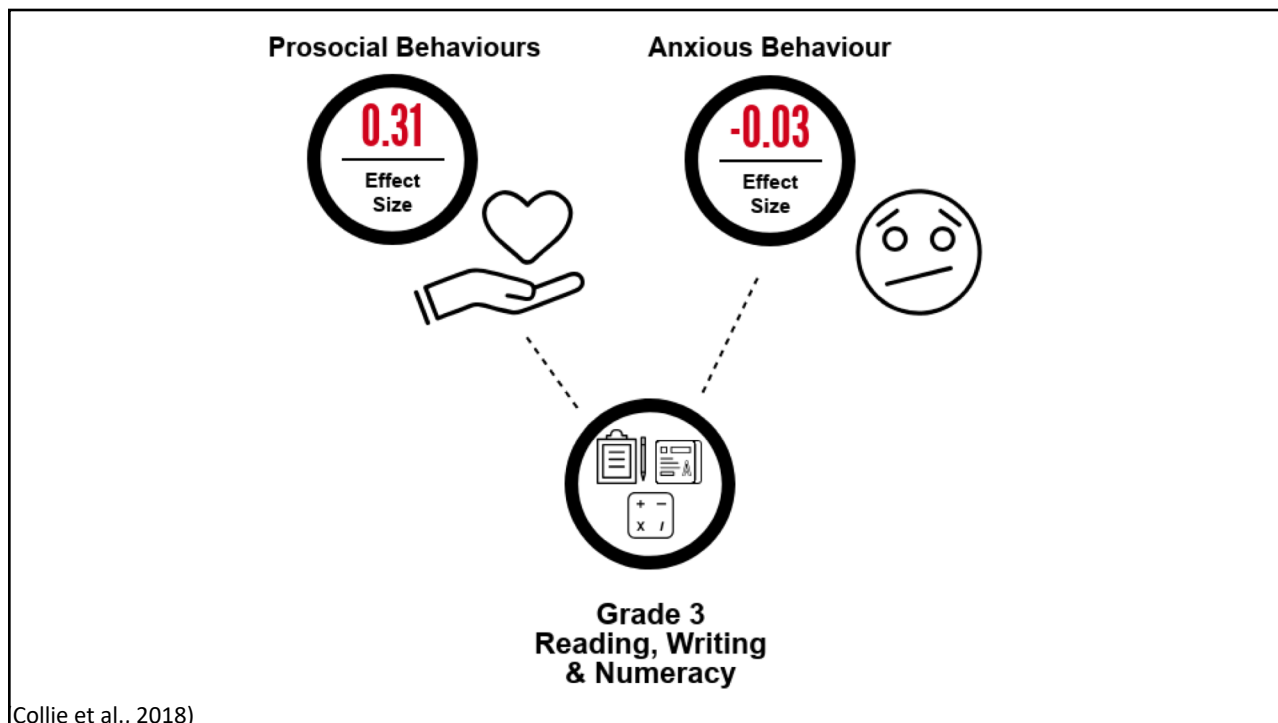 Prosocial Behaviours
Anxious Behaviour
0.31
Effect
Size
-0.03
Effect
Size
A
+ −
x /
Grade 3
Reading, Writing
& Numeracy
(Collie et al., 2018)